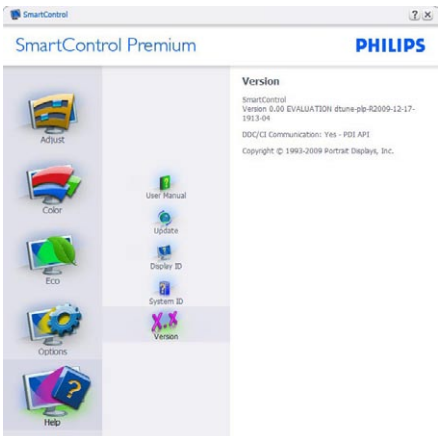 SmartControl
SmartControl Premium
PHILIPS
Adjust
Color
Eco
Options
Help
User Manual
Update
Display ID
System ID
Version
Version
SmartControl
Version 0.00 EVALUATION dtune-plp-R2009-12-17-
1913-04
DDC/CI Communication: Yes - PDI API
Copyright © 1993-2009 Portrait Displays, Inc.